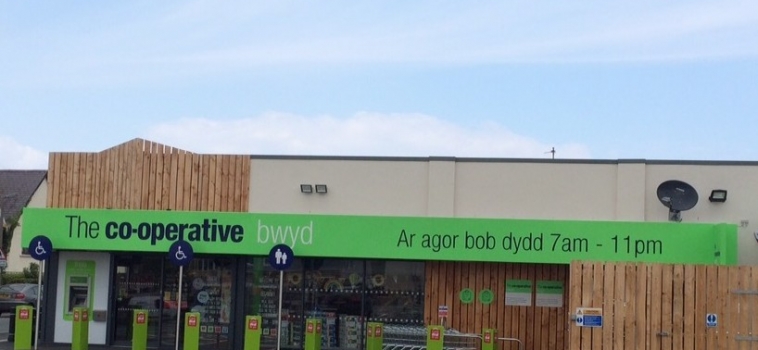 The co-operative bwyd
Ar agor bob dydd 7am - 11pm